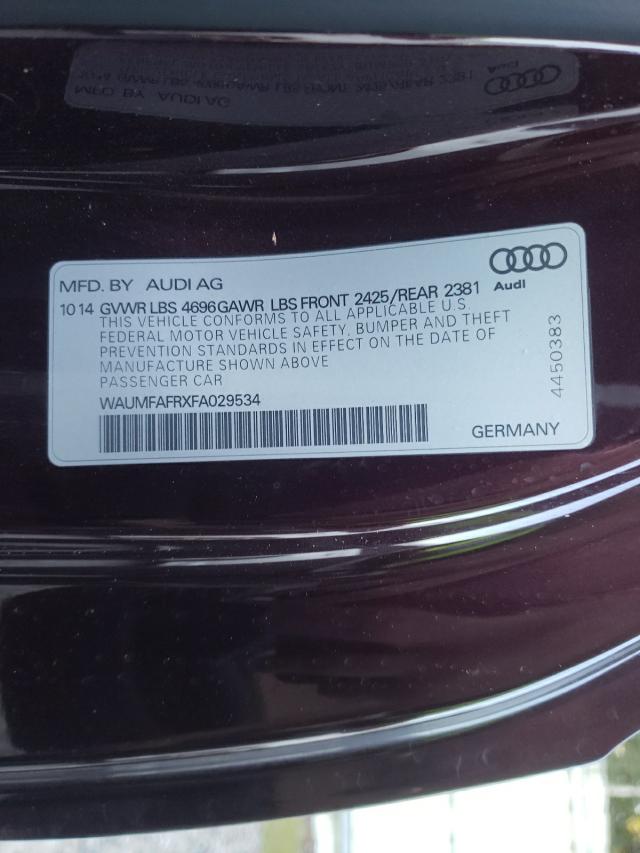 MFD. BY AUDI AG
Audi
10 14 GVWR LBS 4696 GAWR LBS FRONT 2425/REAR 2381
THIS VEHICLE CONFORMS TO ALL APPLICABLE U.S.
FEDERAL MOTOR VEHICLE SAFETY, BUMPER AND THEFT
PREVENTION STANDARDS IN EFFECT ON THE DATE OF
MANUFACTURE SHOWN ABOVE
PASSENGER CAR
WAUMFAFRXFA029534
GERMANY
4450383